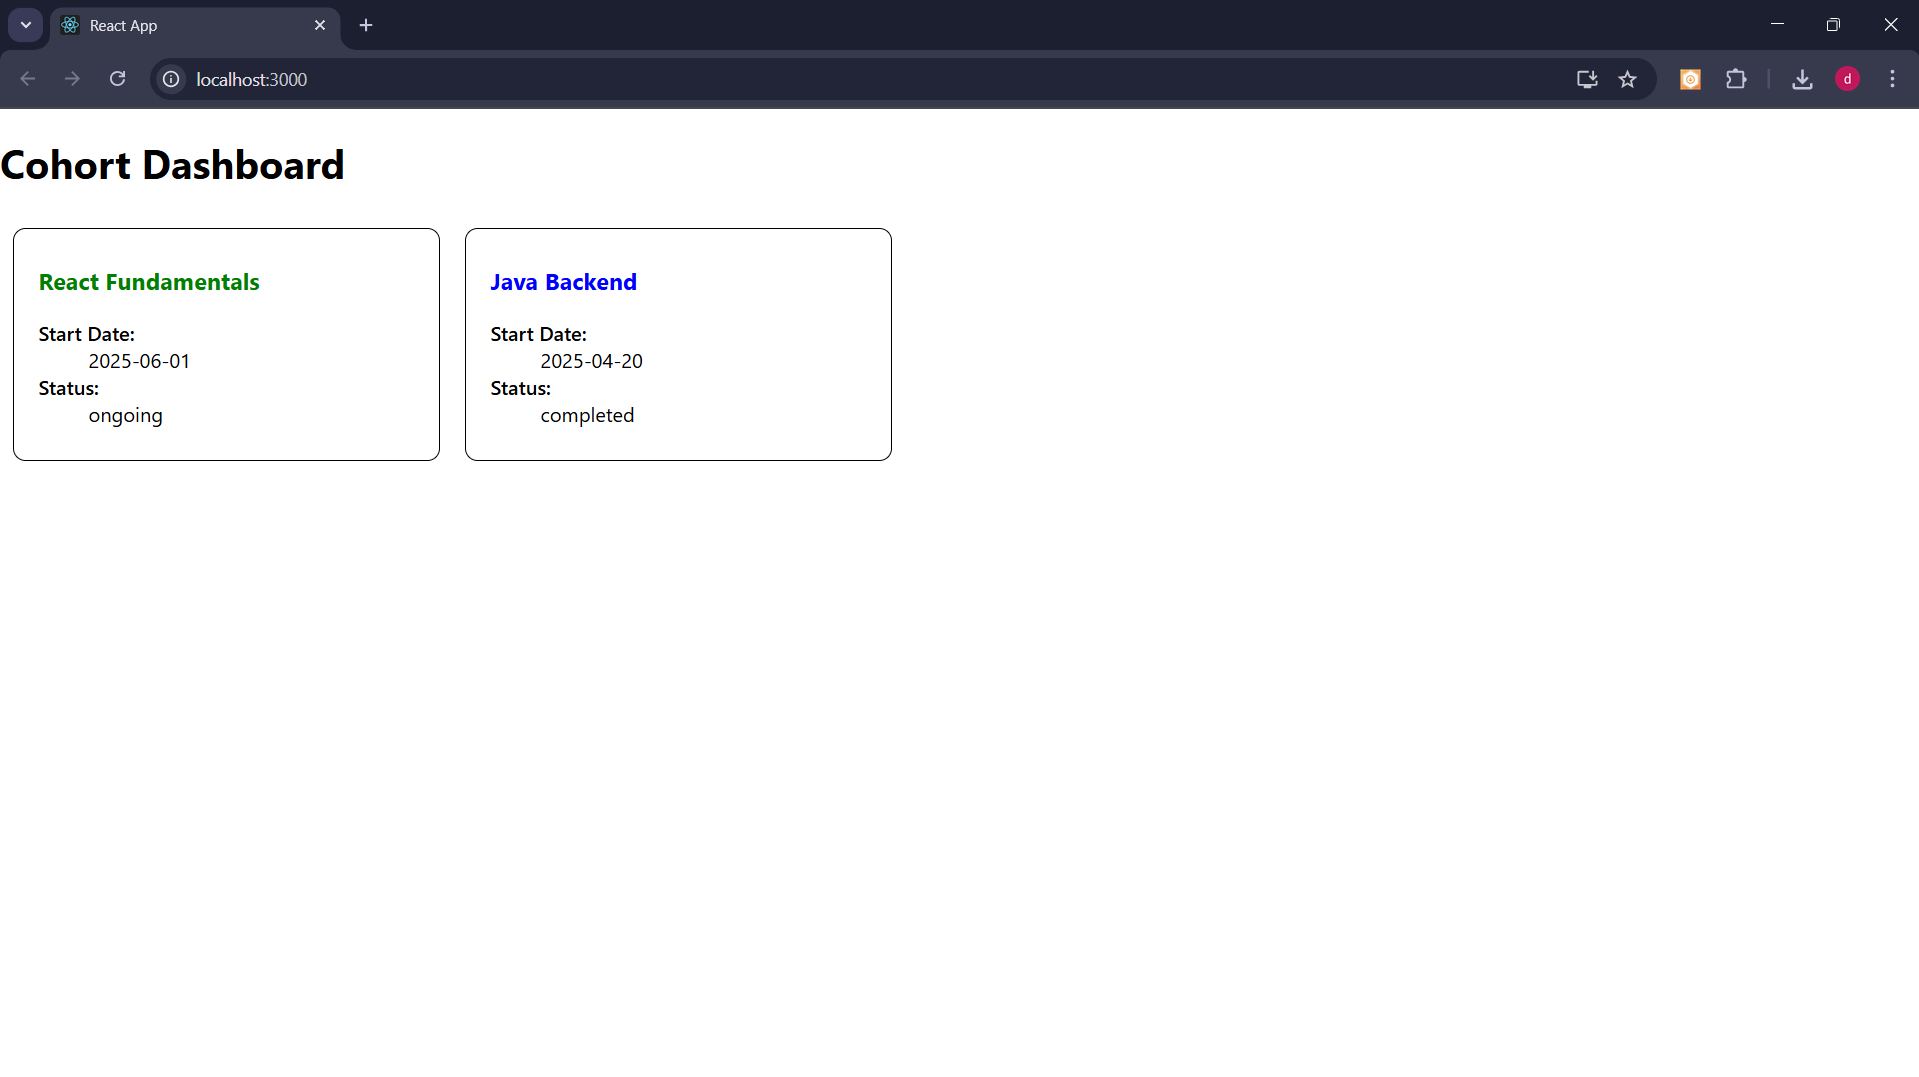 React App
localhost:3000
d
Cohort Dashboard
React Fundamentals
Start Date:
2025-06-01
Status:
ongoing
Java Backend
Start Date:
2025-04-20
Status:
completed